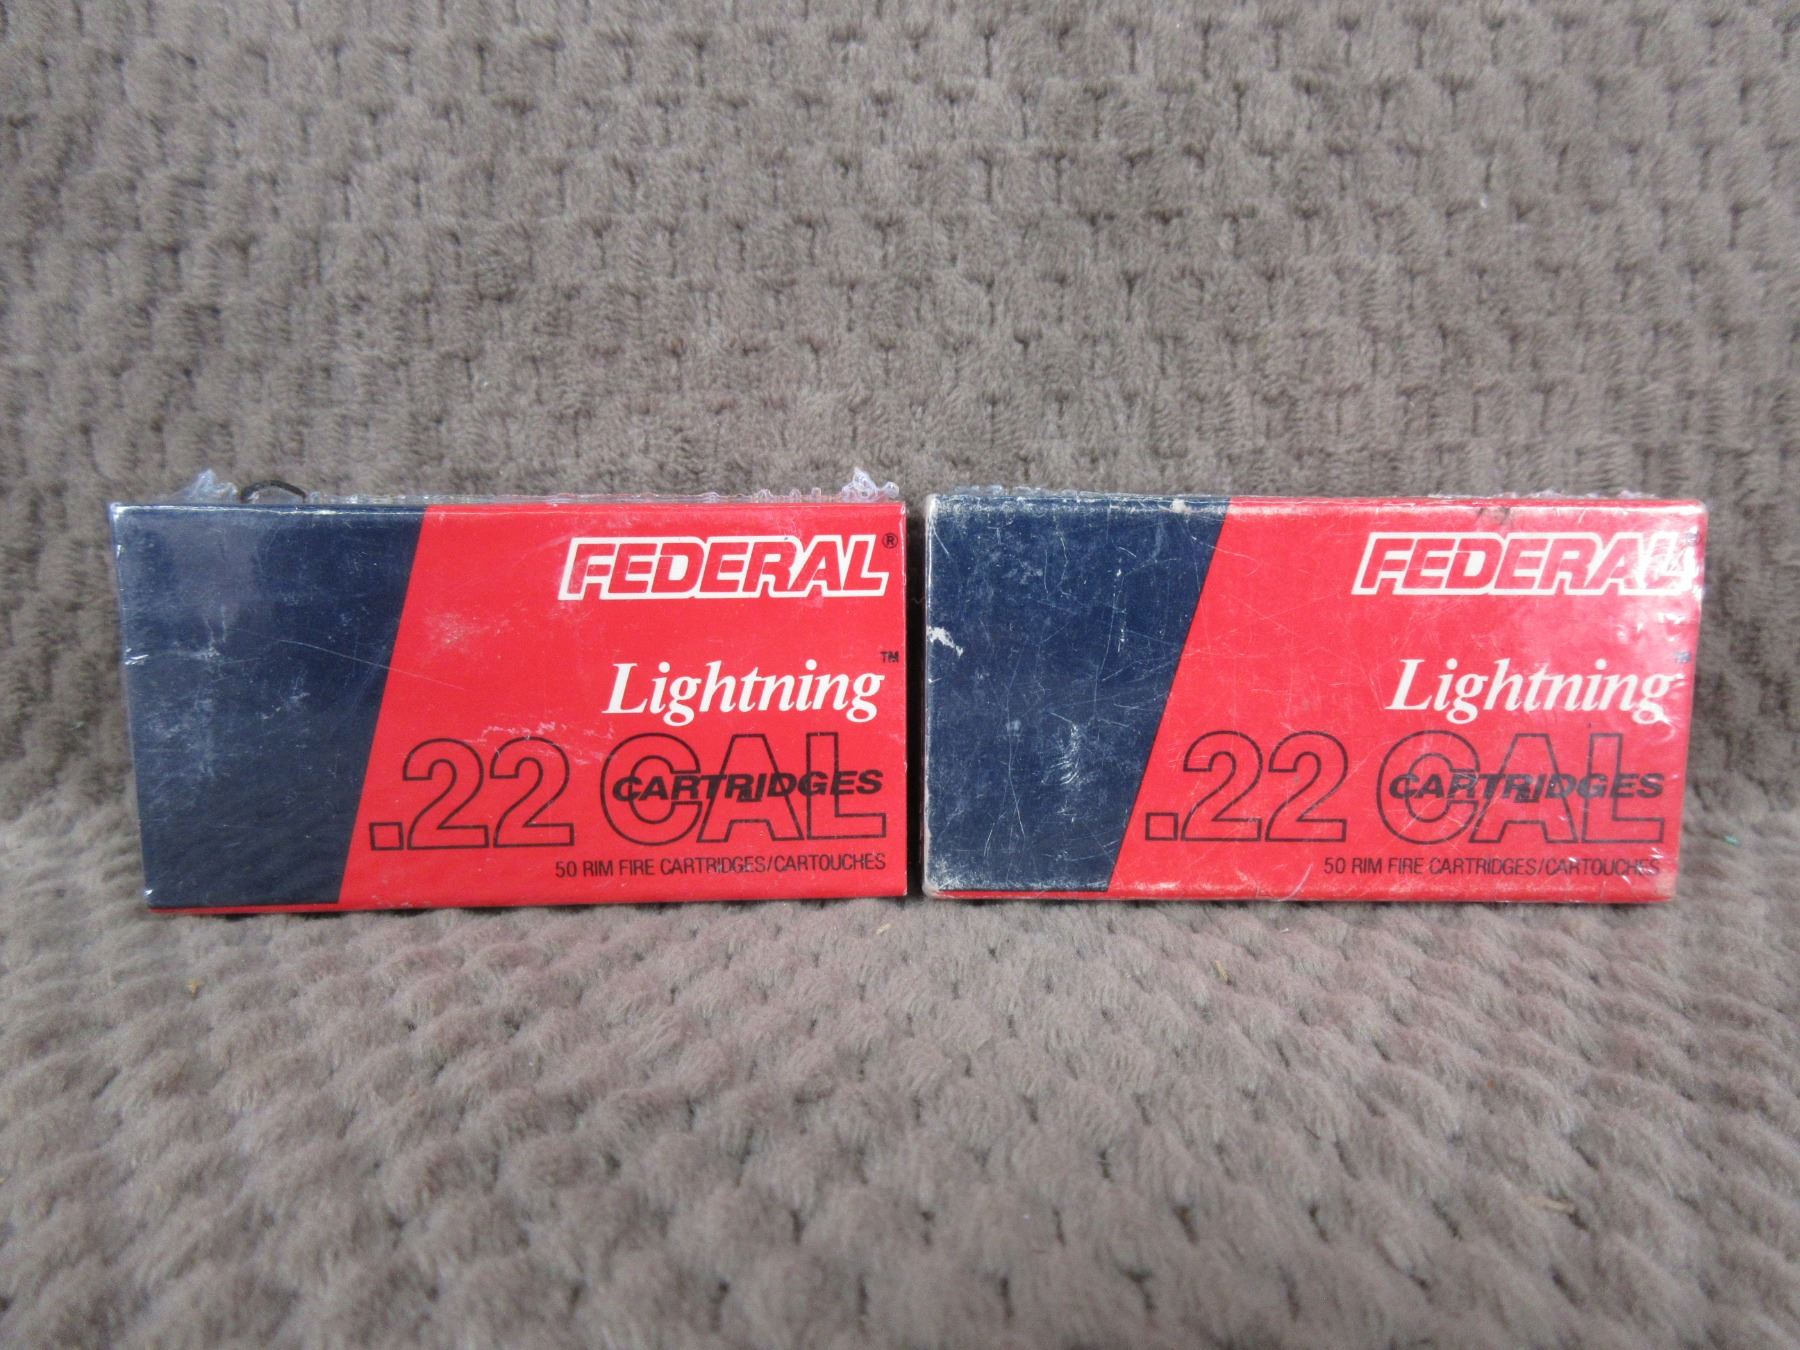 FEDERAL®
Lightning™
.22 CAL
CARTRIDGES
50 RIM FIRE CARTRIDGES/CARTOUCHES
FEDERAL®
Lightning™
.22 CAL
CARTRIDGES
50 RIM FIRE CARTRIDGES/CARTOUCHES